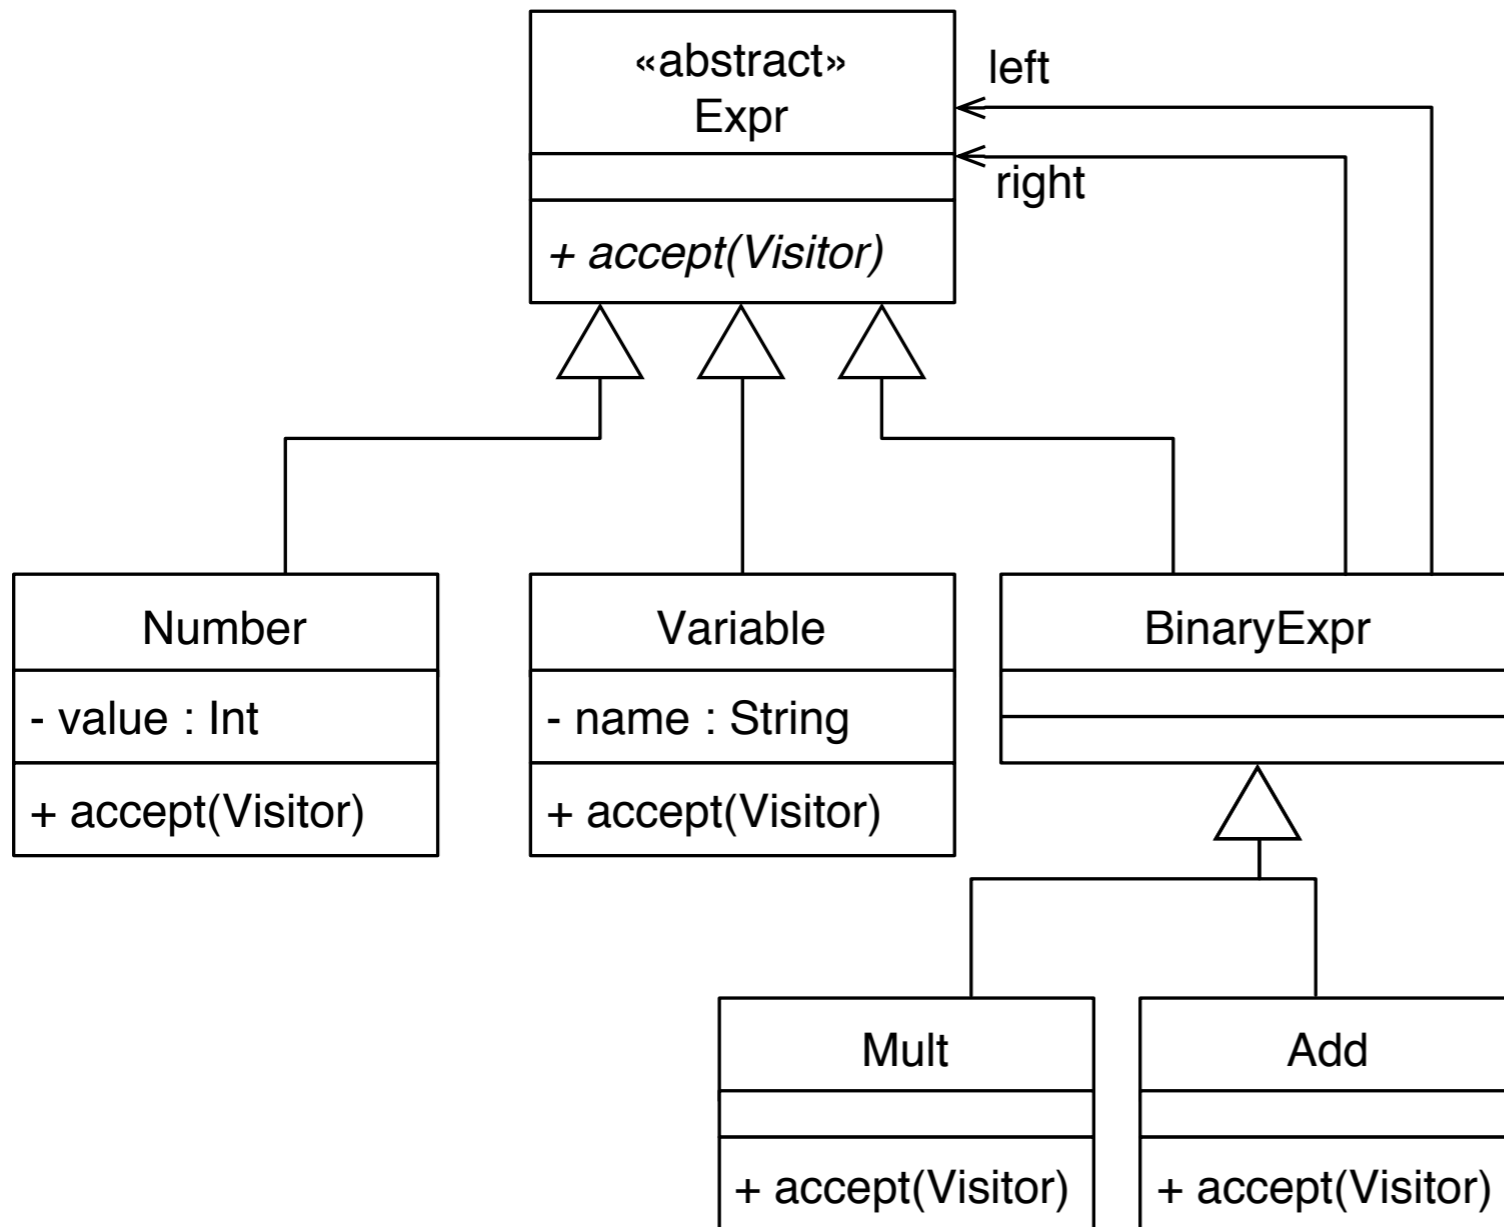 «abstract»
Expr
left
right
+ accept(Visitor)
Number
- value : Int
+ accept(Visitor)
Variable
- name : String
+ accept(Visitor)
BinaryExpr
Mult
+ accept(Visitor)
Add
+ accept(Visitor)